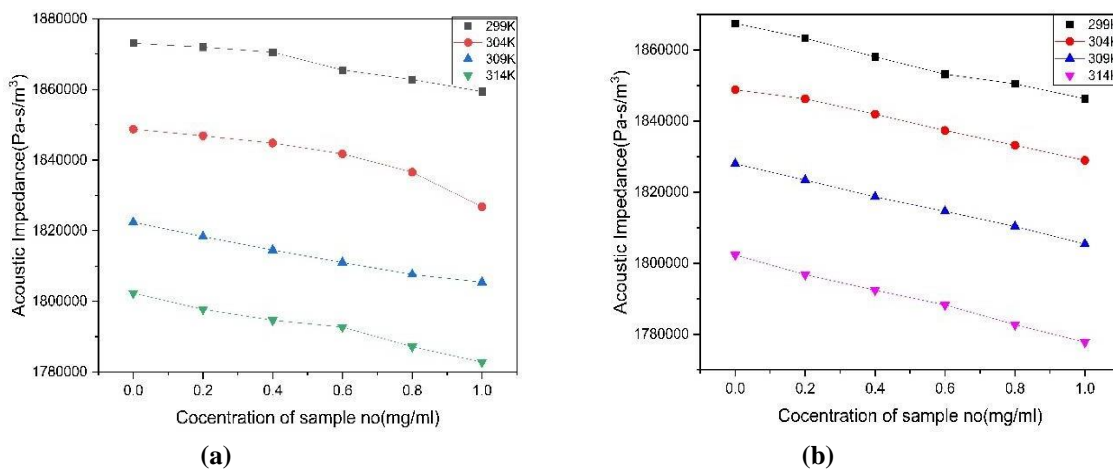 1880000
1860000
1840000
1820000
1800000
1780000
Acoustic Impedance(Pa-s/m³)
0.0 0.2 0.4 0.6 0.8 1.0
Cocentration of sample no(mg/ml)
299K
304K
309K
314K
(a)
1860000
1840000
1820000
1800000
1780000
Acoustic Impedance(Pa-s/m³)
0.0 0.2 0.4 0.6 0.8 1.0
Cocentration of sample no(mg/ml)
299K
304K
309K
314K
(b)